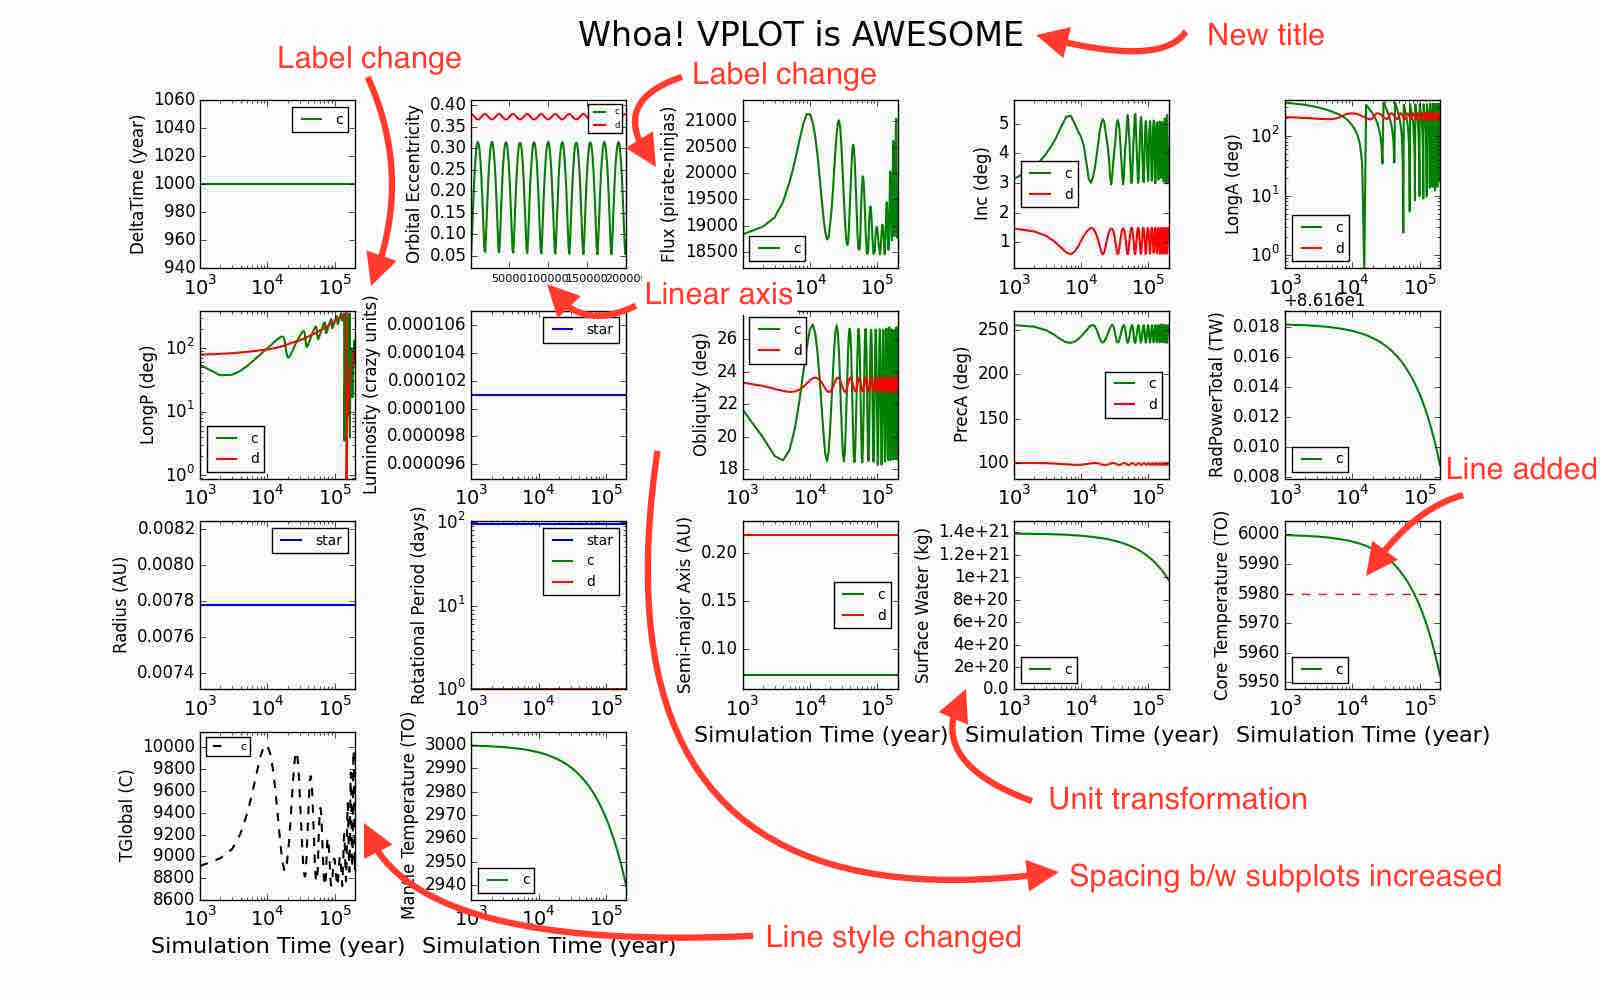 Whoa! VPLOT is AWESOME
New title
Label change
Label change
DeltaTime (year)
1060
1040
1020
1000
980
960
940
c
10^3 10^4 10^5
Orbital Eccentricity
0.40
0.35
0.30
0.25
0.20
0.15
0.10
0.05
c
d
50000 100000 150000 200000
Linear axis
Flux (pirate-ninjas)
21000
20500
20000
19500
19000
18500
c
10^4 10^5
Inc (deg)
5
4
3
2
1
c
d
10^3 10^4 10^5
LongA (deg)
10^2
10^1
10^0
c
d
10^3 10^4 10^5
LongP (deg)
10^2
10^1
10^0
c
d
10^3 10^4 10^5
Luminosity (crazy units)
0.000106
0.000104
0.000102
0.000100
0.000098
0.000096
star
10^3 10^4 10^5
Obliquity (deg)
26
24
22
20
18
c
d
10^3 10^4 10^5
PrecA (deg)
250
200
150
100
c
d
10^3 10^4 10^5
+8.616e1
RadPowerTotal (TW)
0.018
0.016
0.014
0.012
0.010
0.008
c
10^3 10^4 10^5
Line added
Radius (AU)
0.0082
0.0080
0.0078
0.0076
0.0074
star
10^3 10^4 10^5
Rotational Period (days)
10^2
10^1
10^0
star
c
d
10^3 10^4 10^5
Semi-major Axis (AU)
0.20
0.15
0.10
c
d
10^3 10^4 10^5
Simulation Time (year)
Surface Water (kg)
1.4e+21
1.2e+21
1e+21
8e+20
6e+20
4e+20
2e+20
0.0
c
10^3 10^4 10^5
Simulation Time (year)
Core Temperature (TO)
6000
5990
5980
5970
5960
5950
c
10^3 10^4 10^5
Simulation Time (year)
Unit transformation
TGlobal (C)
10000
9800
9600
9400
9200
9000
8800
8600
c
10^3 10^4 10^5
Simulation Time (year)
Mantle Temperature (TO)
3000
2990
2980
2970
2960
2950
2940
c
10^3 10^4 10^5
Simulation Time (year)
Spacing b/w subplots increased
Line style changed